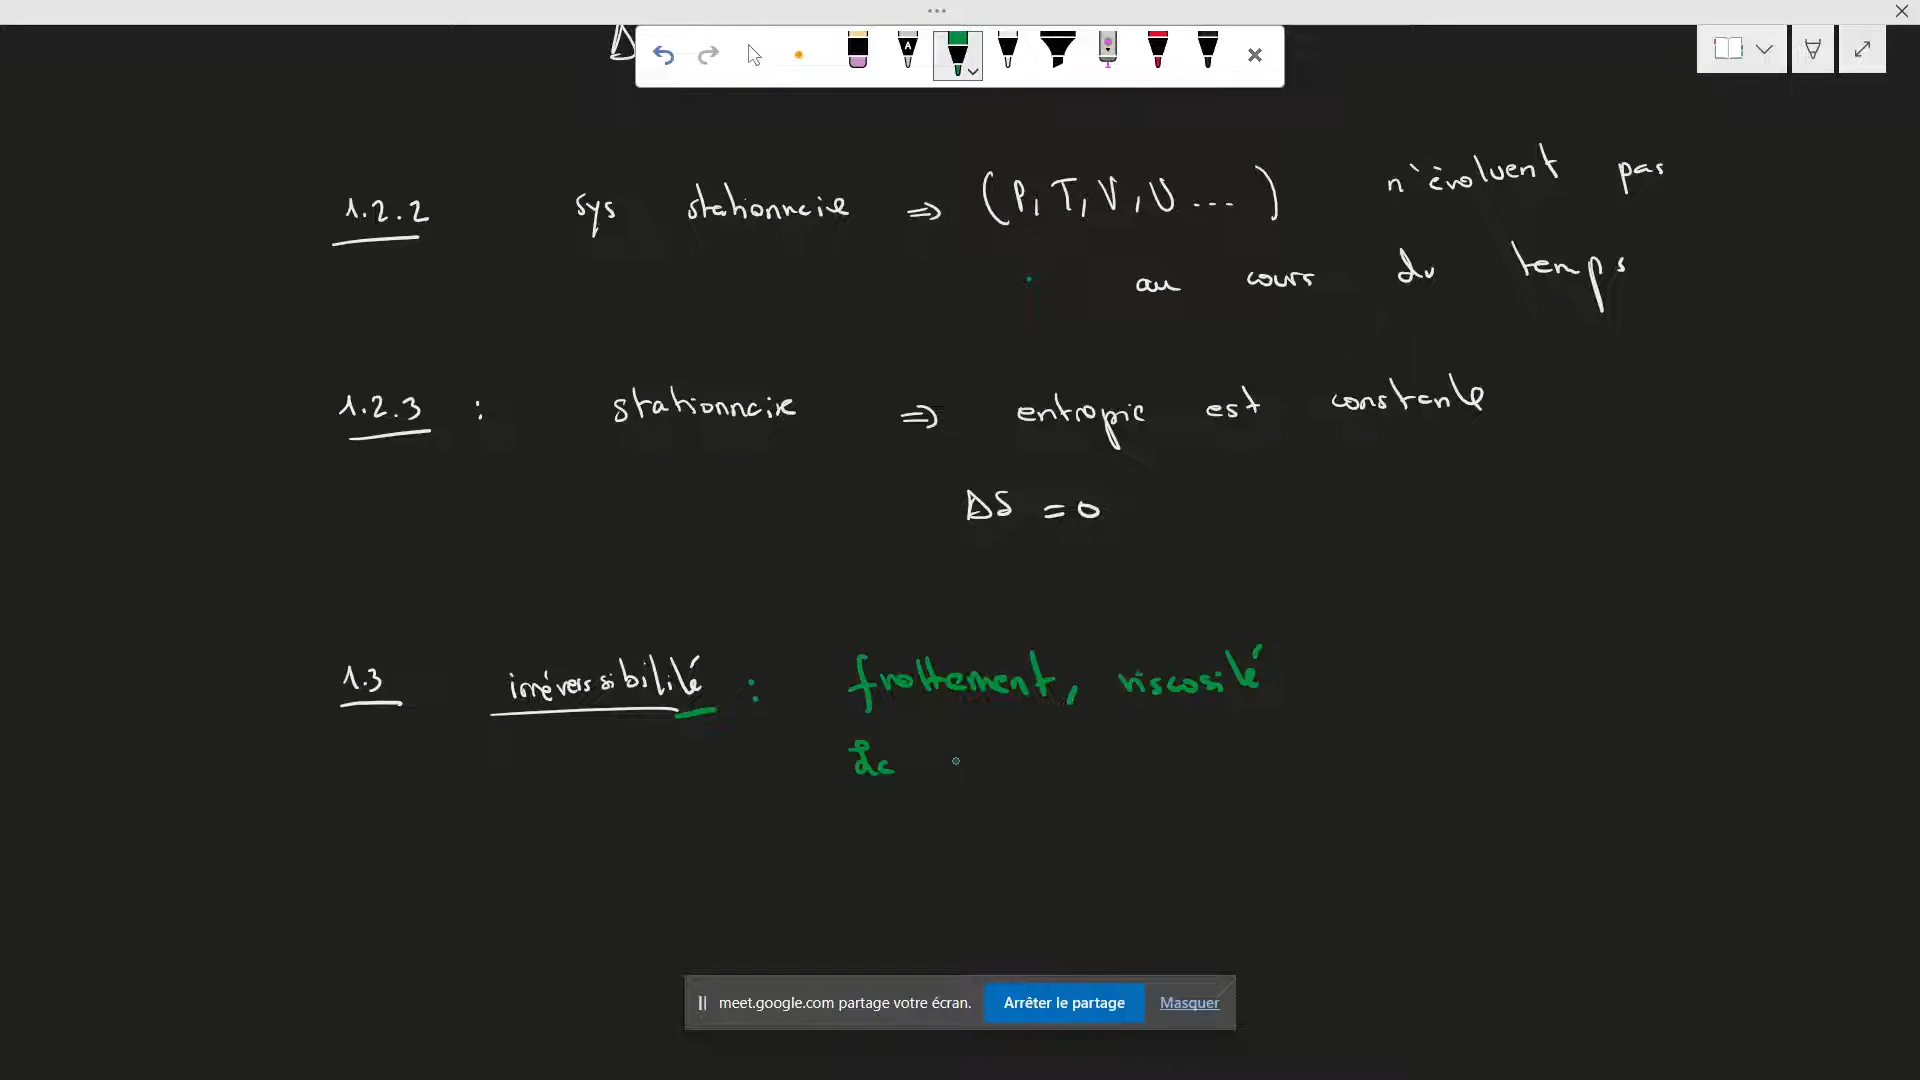 1.2.2 sys stationnaire ⇒ (P, T, V, U ... ) n'évoluent pas
au cours du temps
1.2.3 : stationnaire ⇒ entropie est constante
ΔS = 0
1.3 irréversibilité : frottement, viscosité
de
meet.google.com partage votre écran. Arrêter le partage Masquer